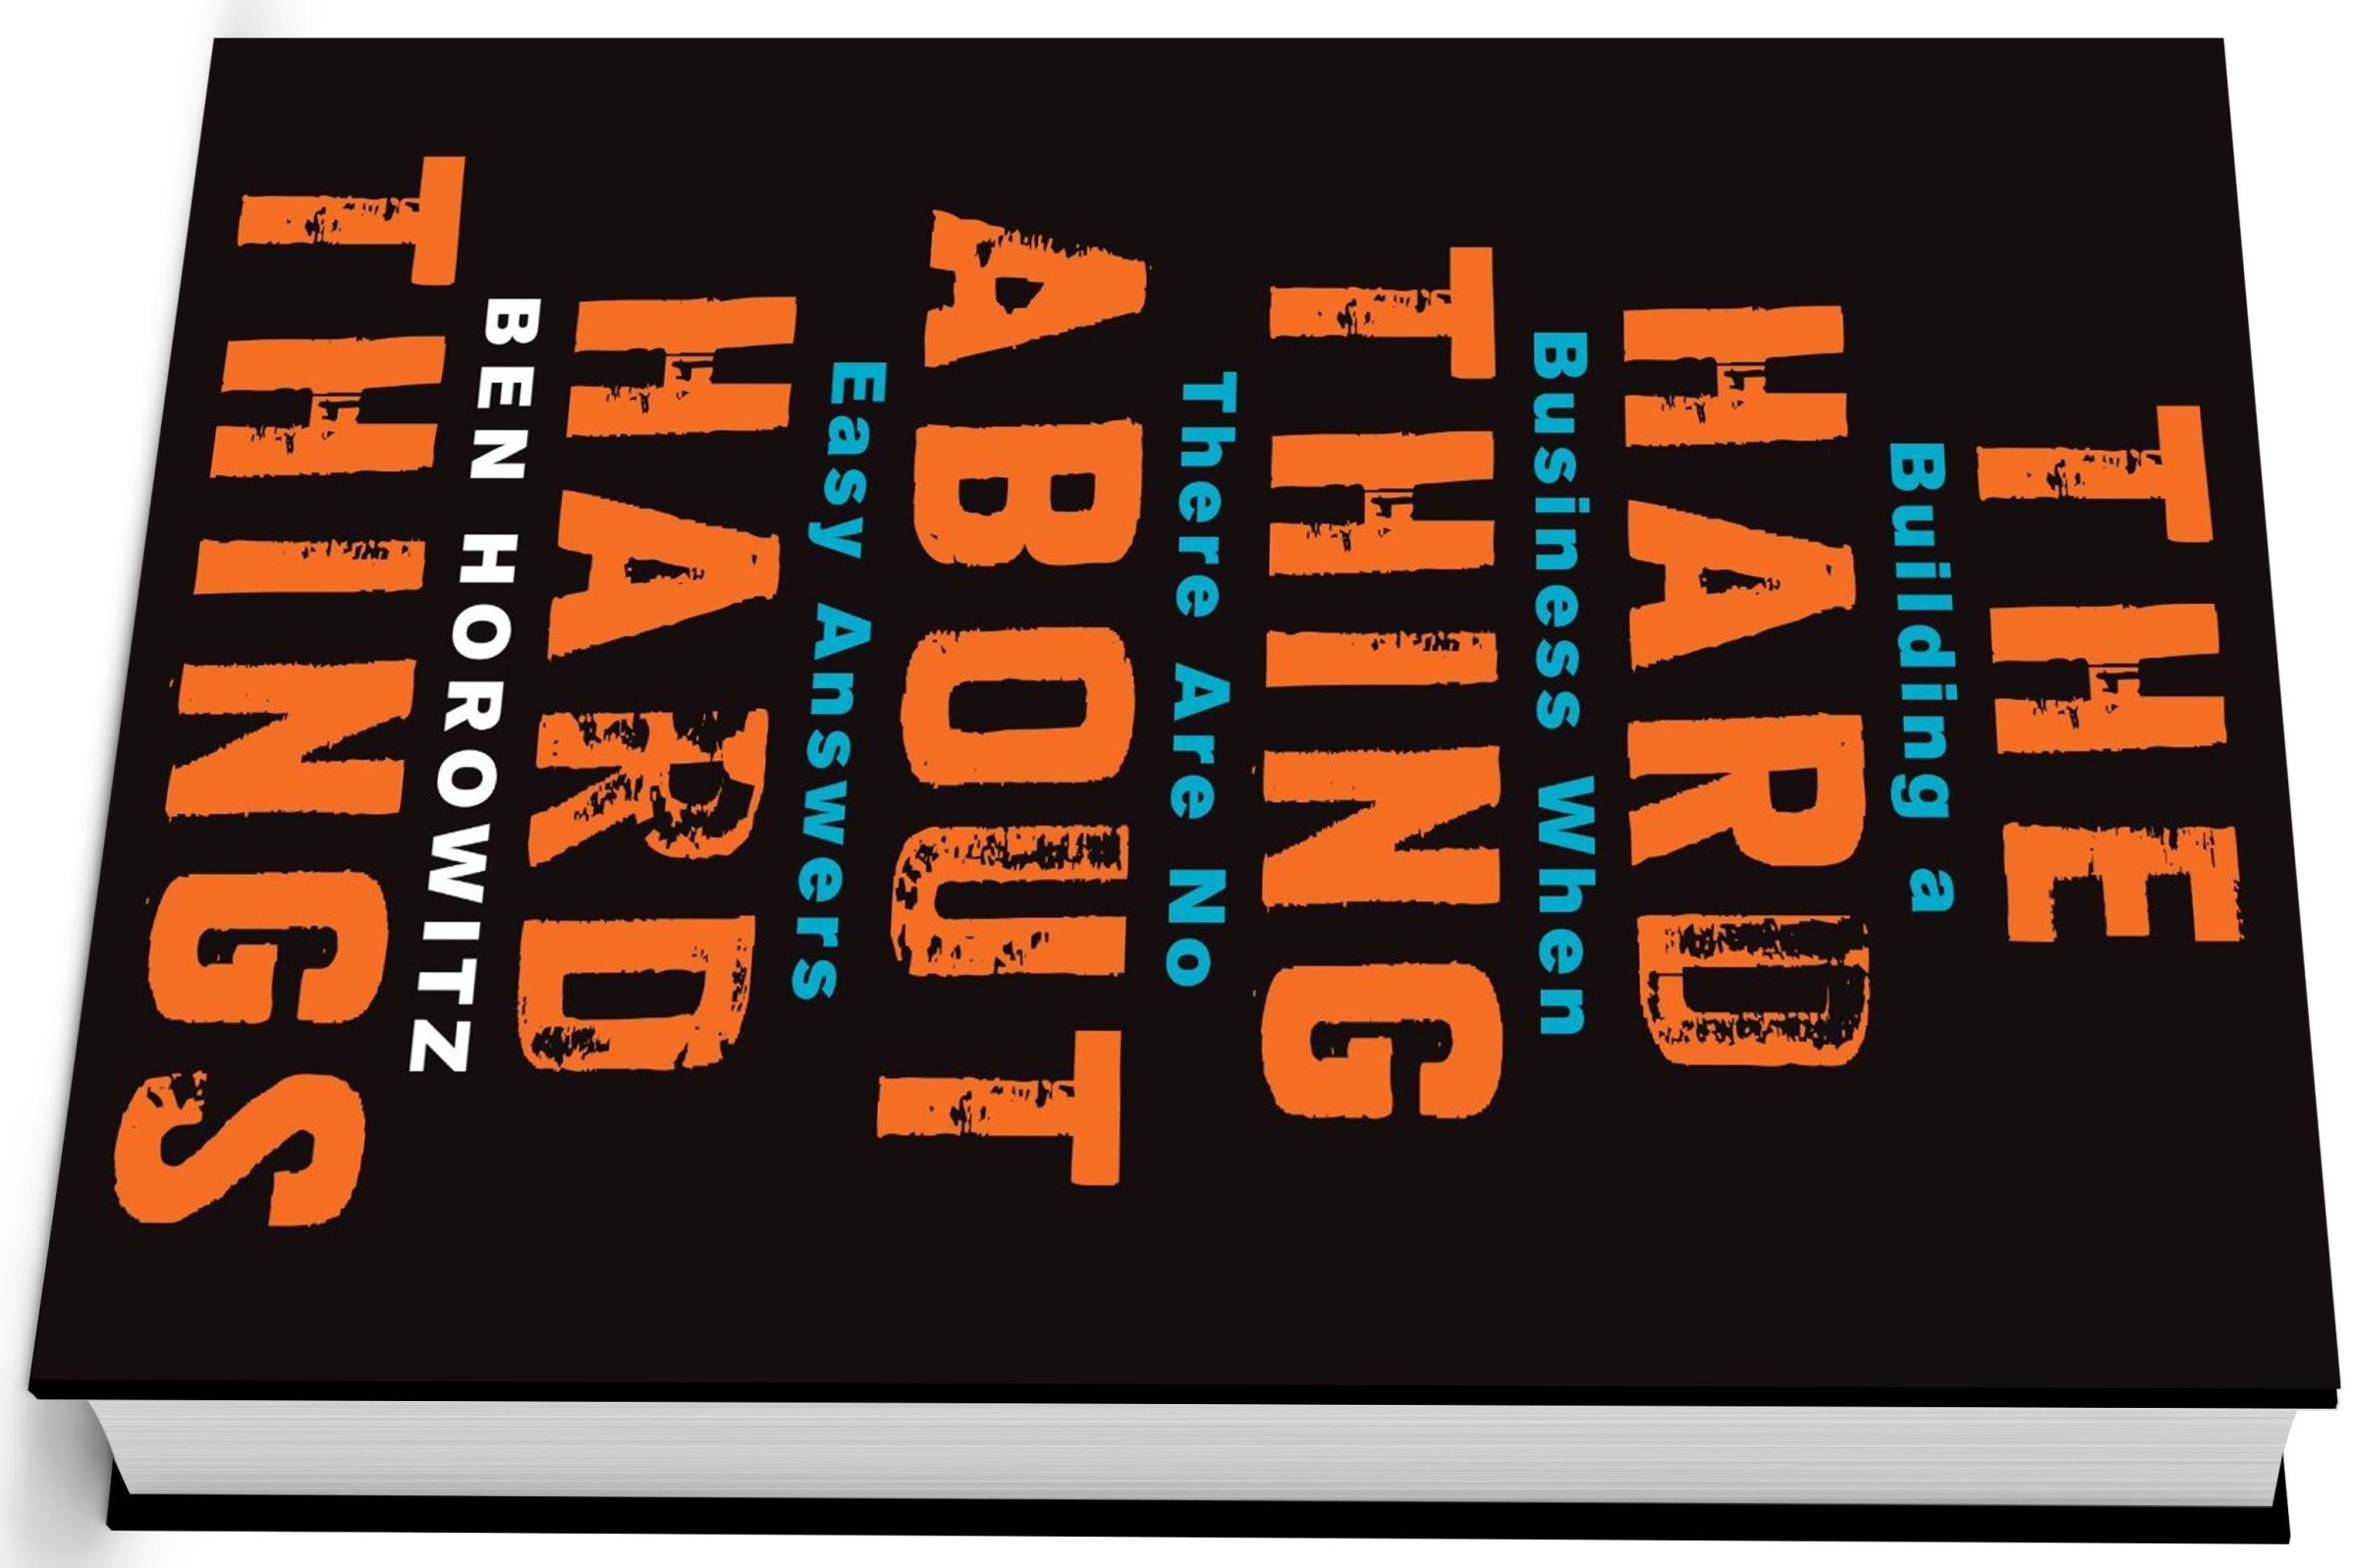 THE
Building a
HARD
Business When
THING
There Are No
ABOUT
Easy Answers
HARD
BEN HOROWITZ
THINGS